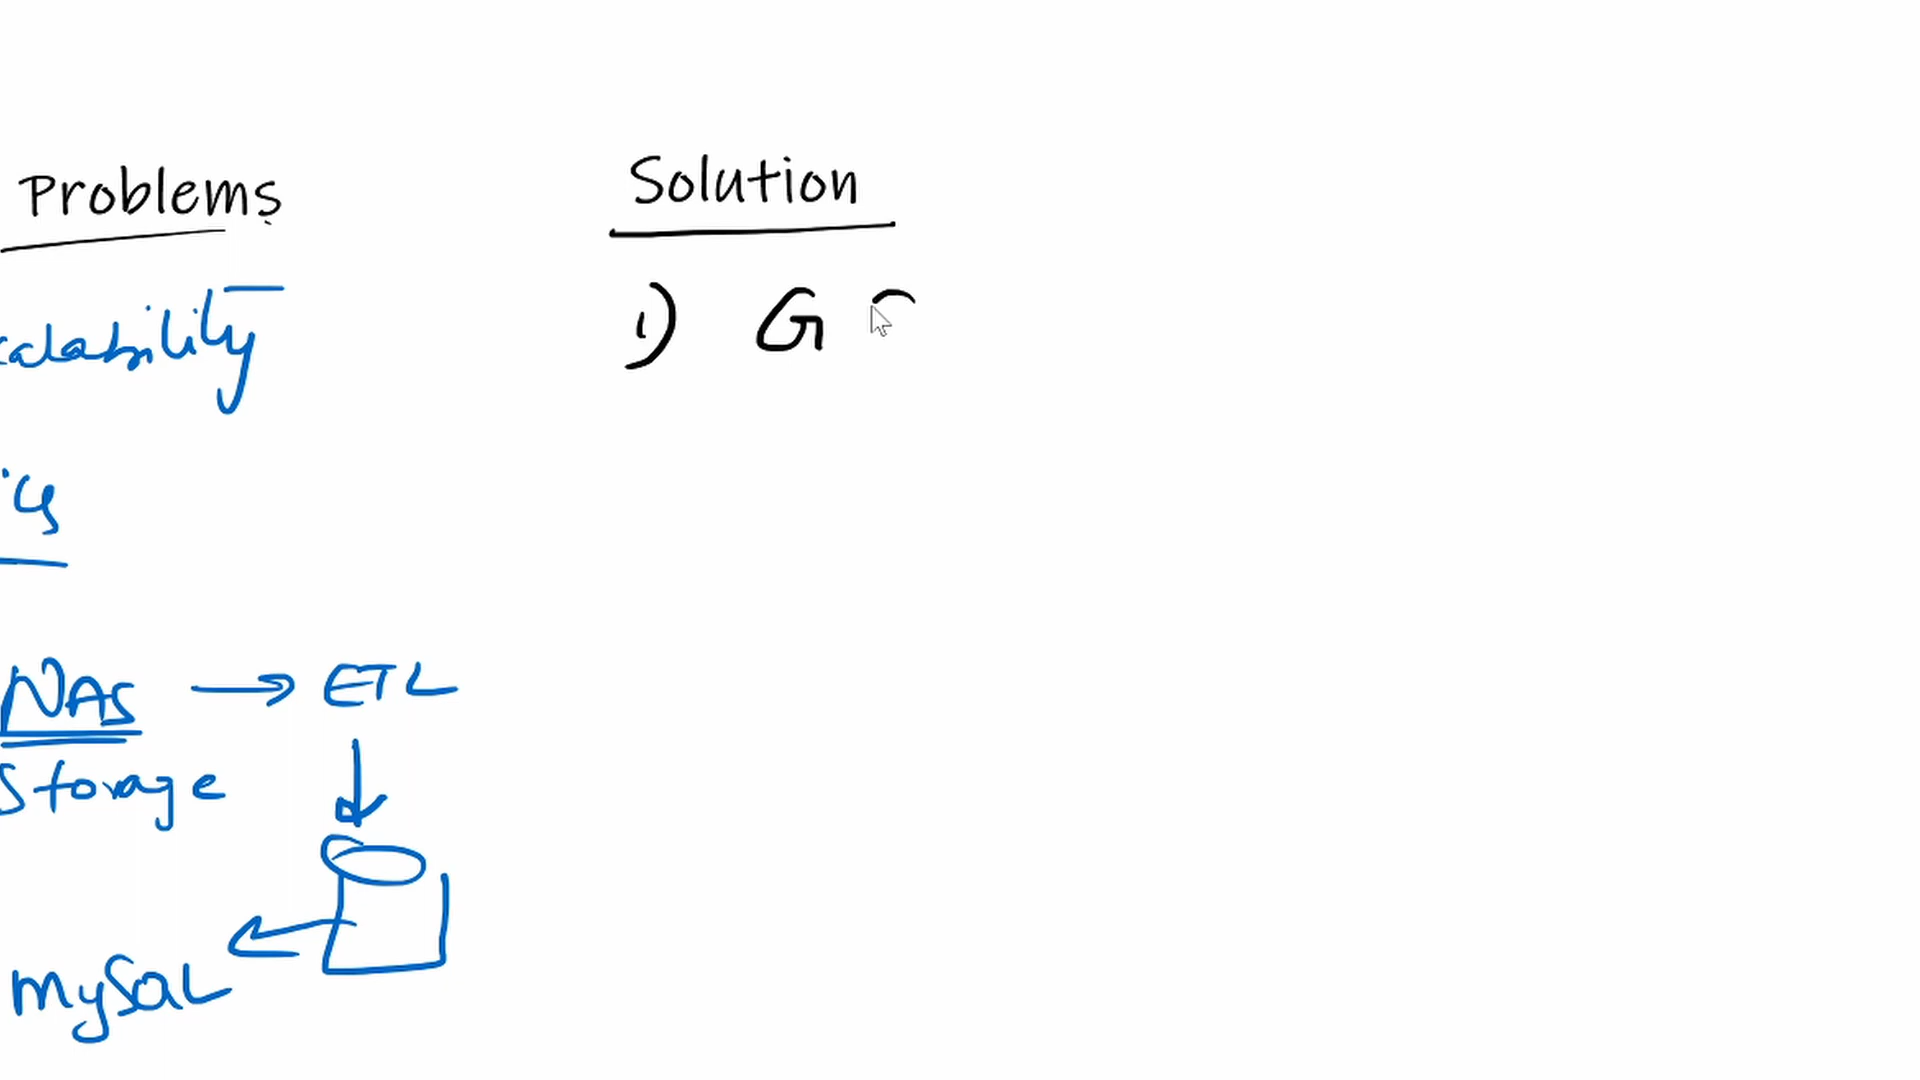 Problems
Solution
calability
1) G
NAS → ETL
Storage
MySQL